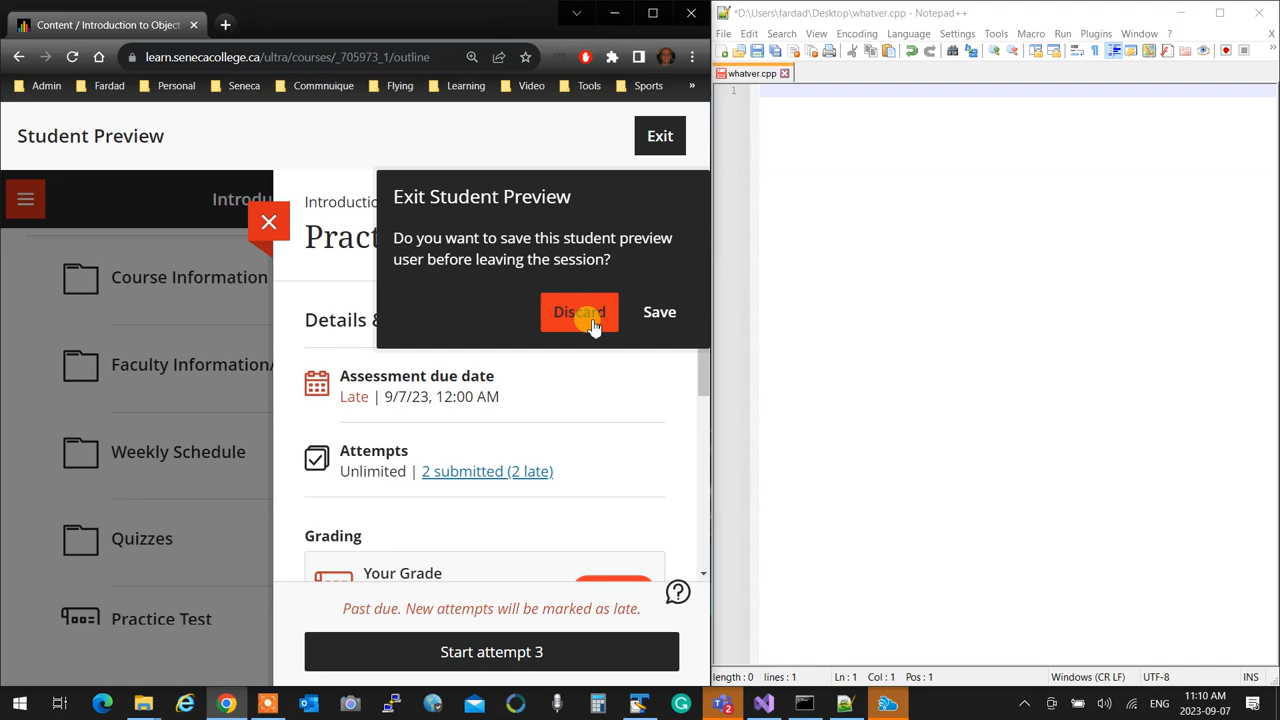 Content / Introduction to Object
learn.senecacollege.ca/ultra/courses/_709073_1/outl
Admin
Fardad
Personal
Seneca
Commnuique
Flying
Learning
Video
Tools
Sports
»
Student Preview
Exit
Introdu
Course Information
Faculty Information/
Weekly Schedule
Quizzes
Practice Test
Introductio
Pract
Exit Student Preview
Do you want to save this student preview
user before leaving the session?
Discard
Save
Details &
Assessment due date
Late | 9/7/23, 12:00 AM
Attempts
Unlimited | 2 submitted (2 late)
Grading
Your Grade
Past due. New attempts will be marked as late.
Start attempt 3
*D:\Users\fardad\Desktop\whatver.cpp - Notepad++
File Edit Search View Encoding Language Settings Tools Macro Run Plugins Window ?
whatver.cpp
1
length : 0 lines : 1
Ln : 1 Col : 1 Pos : 1
Windows (CR LF)
UTF-8
INS
ENG
11:10 AM
2023-09-07